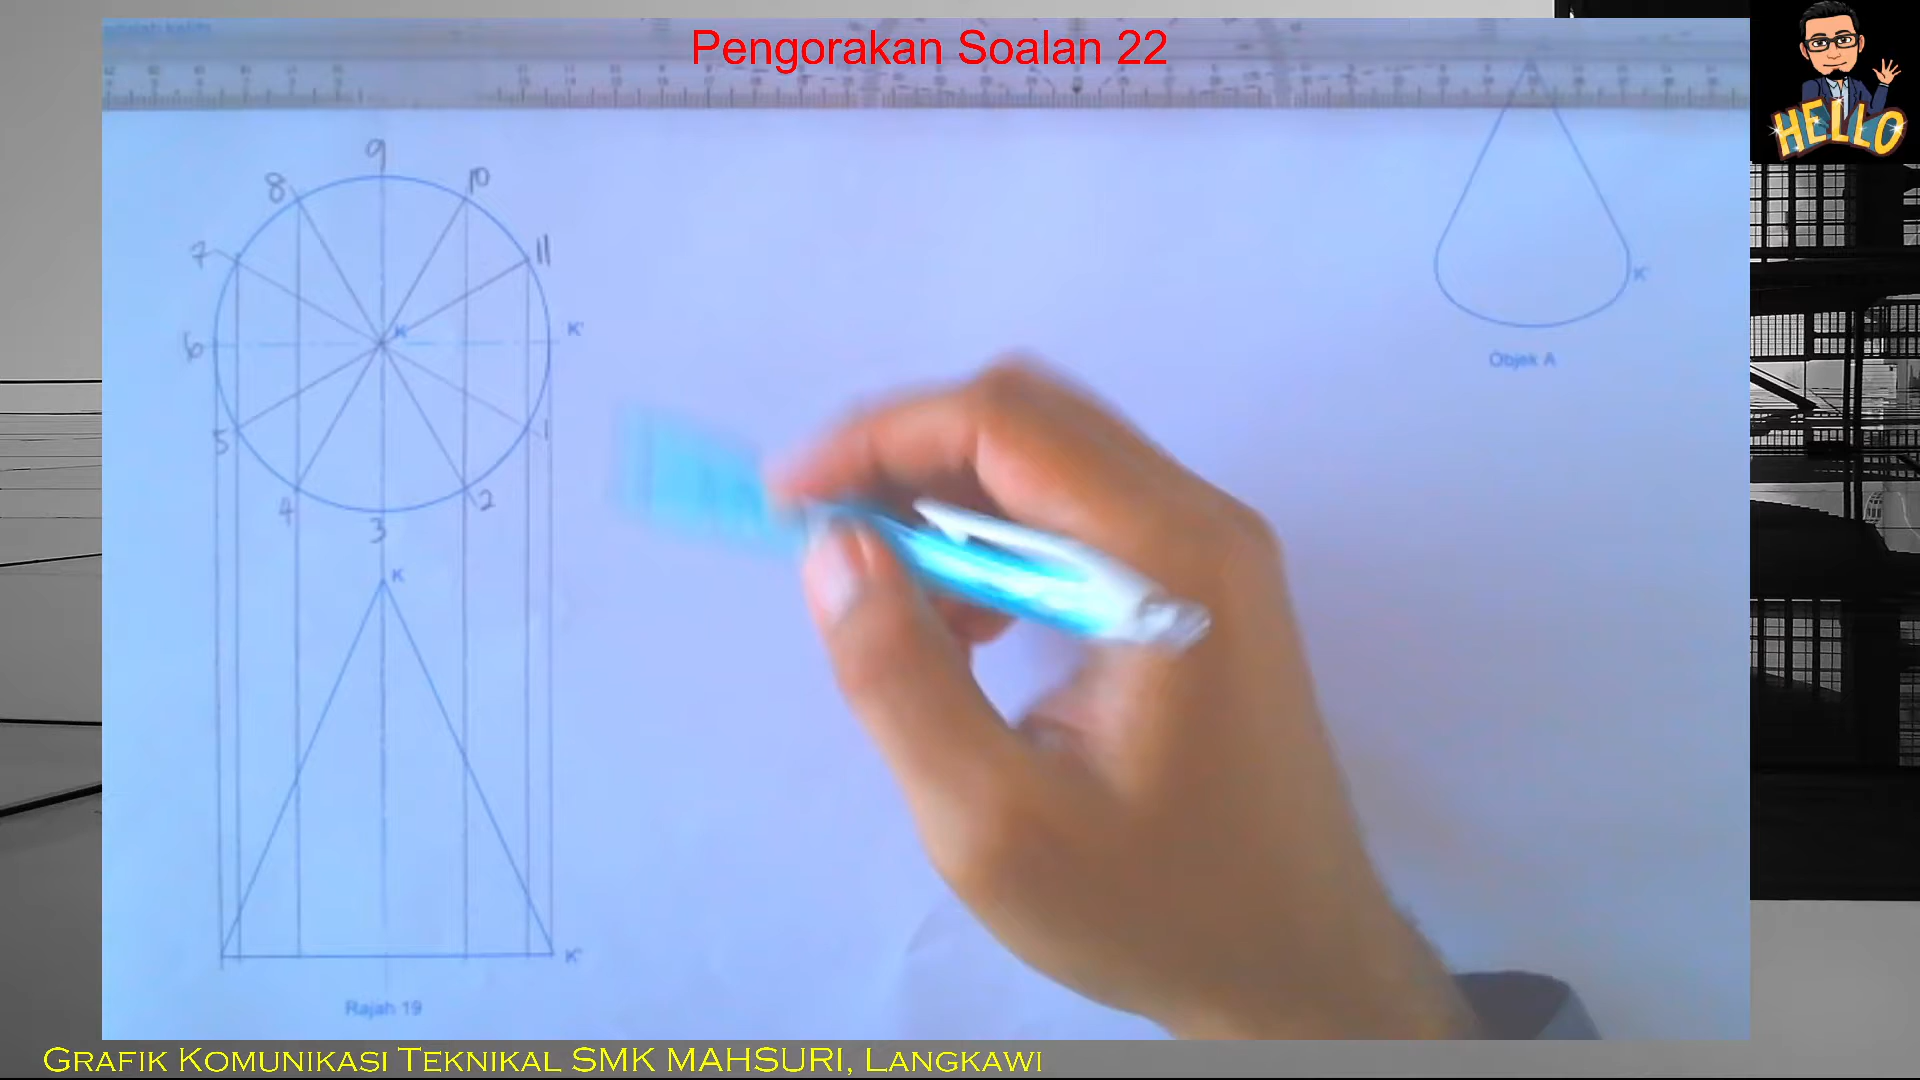 Pengorakan Soalan 22
HELLO
9
8
10
7
11
K
K'
6
5
1
4
2
3
K
K'
Rajah 19
K'
Objek A
GRAFIK KOMUNIKASI TEKNIKAL SMK MAHSURI, LANGKAWI